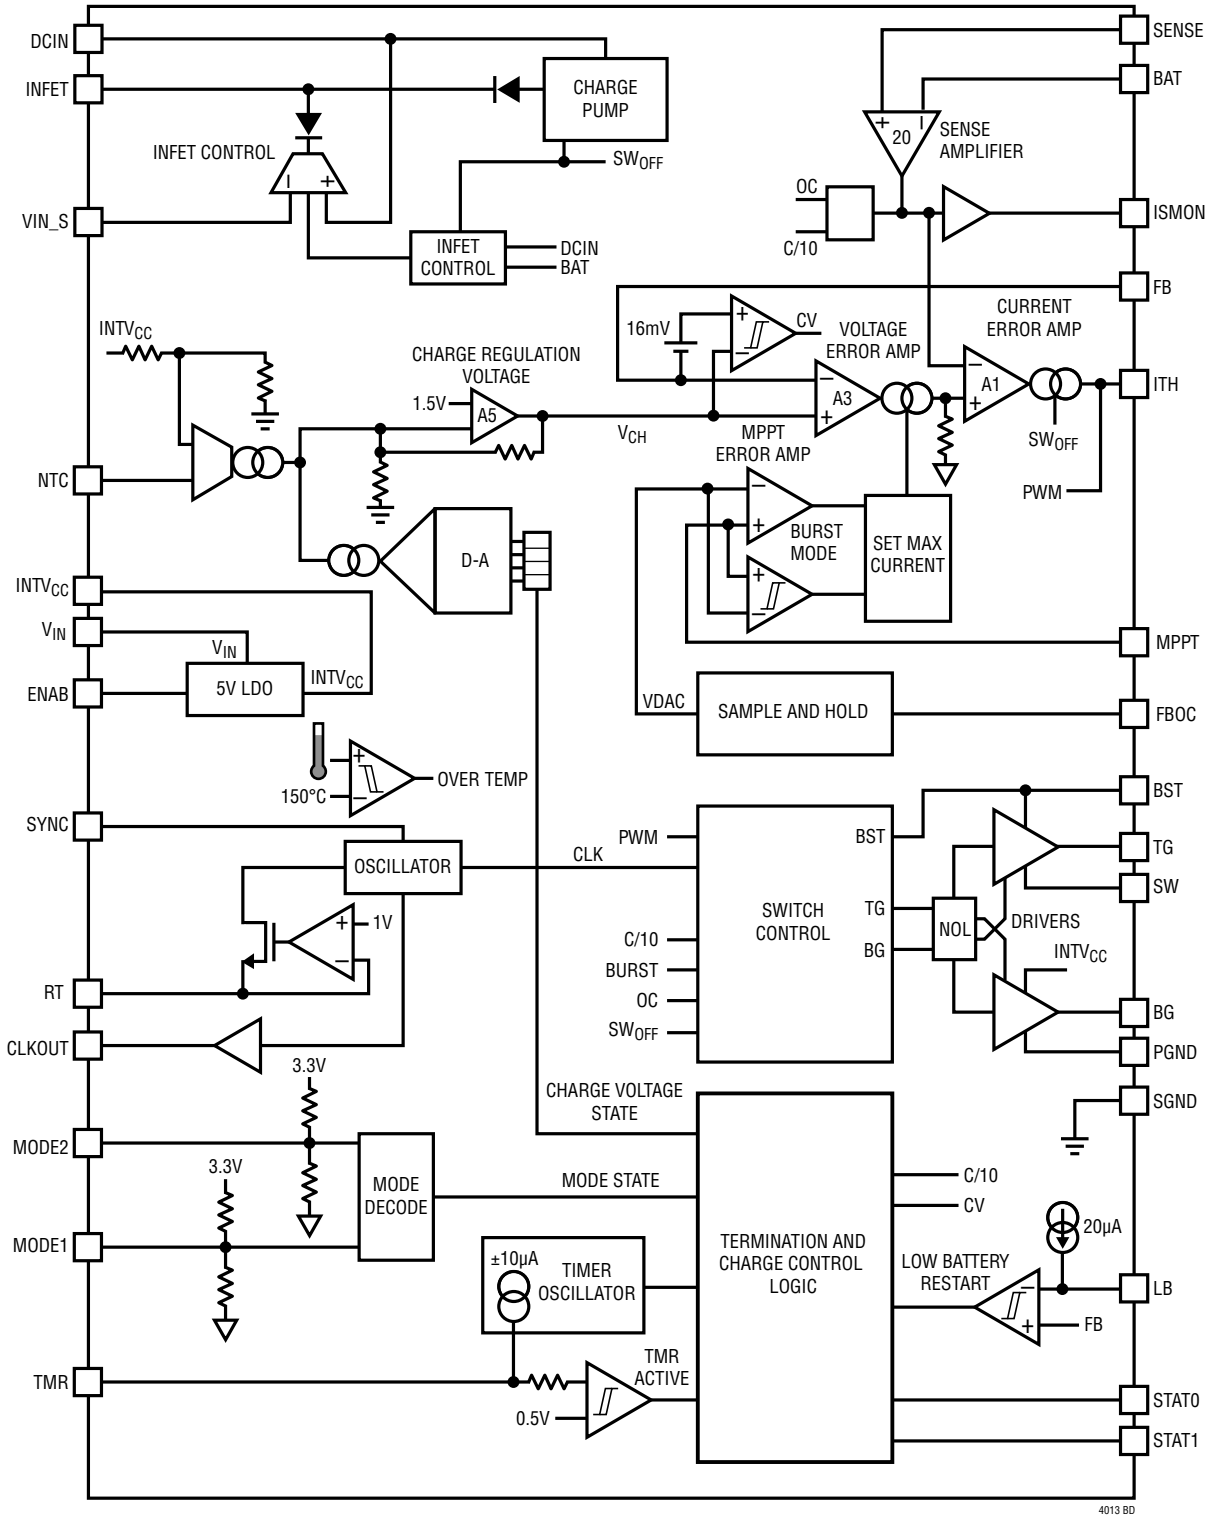 DCIN
INFET
VIN_S
NTC
INTVCC
VIN
ENAB
SYNC
RT
CLKOUT
MODE2
MODE1
TMR
SENSE
BAT
ISMON
FB
ITH
MPPT
FBOC
BST
TG
SW
BG
PGND
SGND
LB
STAT0
STAT1
CHARGE
PUMP
INFET CONTROL
–
+
SWOFF
INFET
CONTROL
DCIN
BAT
+
–
20
SENSE
AMPLIFIER
OC
C/10
INTVCC
CHARGE REGULATION
VOLTAGE
1.5V
A5
16mV
+
–
CV
VOLTAGE
ERROR AMP
–
+
A3
CURRENT
ERROR AMP
–
+
A1
SWOFF
PWM
VCH
MPPT
ERROR AMP
–
+
BURST
MODE
+
–
SET MAX
CURRENT
D-A
VIN
5V LDO
INTVCC
VDAC
SAMPLE AND HOLD
+
–
150°C
OVER TEMP
OSCILLATOR
CLK
+
–
1V
PWM
C/10
BURST
OC
SWOFF
SWITCH
CONTROL
BST
TG
BG
NOL
DRIVERS
INTVCC
3.3V
3.3V
MODE
DECODE
CHARGE VOLTAGE
STATE
MODE STATE
±10µA
TIMER
OSCILLATOR
TMR
ACTIVE
0.5V
TERMINATION AND
CHARGE CONTROL
LOGIC
C/10
CV
20µA
LOW BATTERY
RESTART
–
+
FB
4013 BD